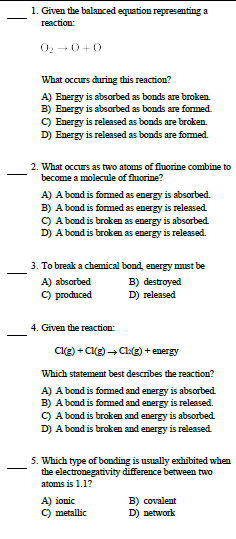 1. Given the balanced equation representing a
reaction:
O₂ → O + O
What occurs during this reaction?
A) Energy is absorbed as bonds are broken.
B) Energy is absorbed as bonds are formed.
C) Energy is released as bonds are broken.
D) Energy is released as bonds are formed.
2. What occurs as two atoms of fluorine combine to
become a molecule of fluorine?
A) A bond is formed as energy is absorbed.
B) A bond is formed as energy is released.
C) A bond is broken as energy is absorbed.
D) A bond is broken as energy is released.
3. To break a chemical bond, energy must be
A) absorbed B) destroyed
C) produced D) released
4. Given the reaction:
Cl(g) + Cl(g) → Cl₂(g) + energy
Which statement best describes the reaction?
A) A bond is formed and energy is absorbed.
B) A bond is formed and energy is released.
C) A bond is broken and energy is absorbed.
D) A bond is broken and energy is released.
5. Which type of bonding is usually exhibited when
the electronegativity difference between two
atoms is 1.1?
A) ionic B) covalent
C) metallic D) network